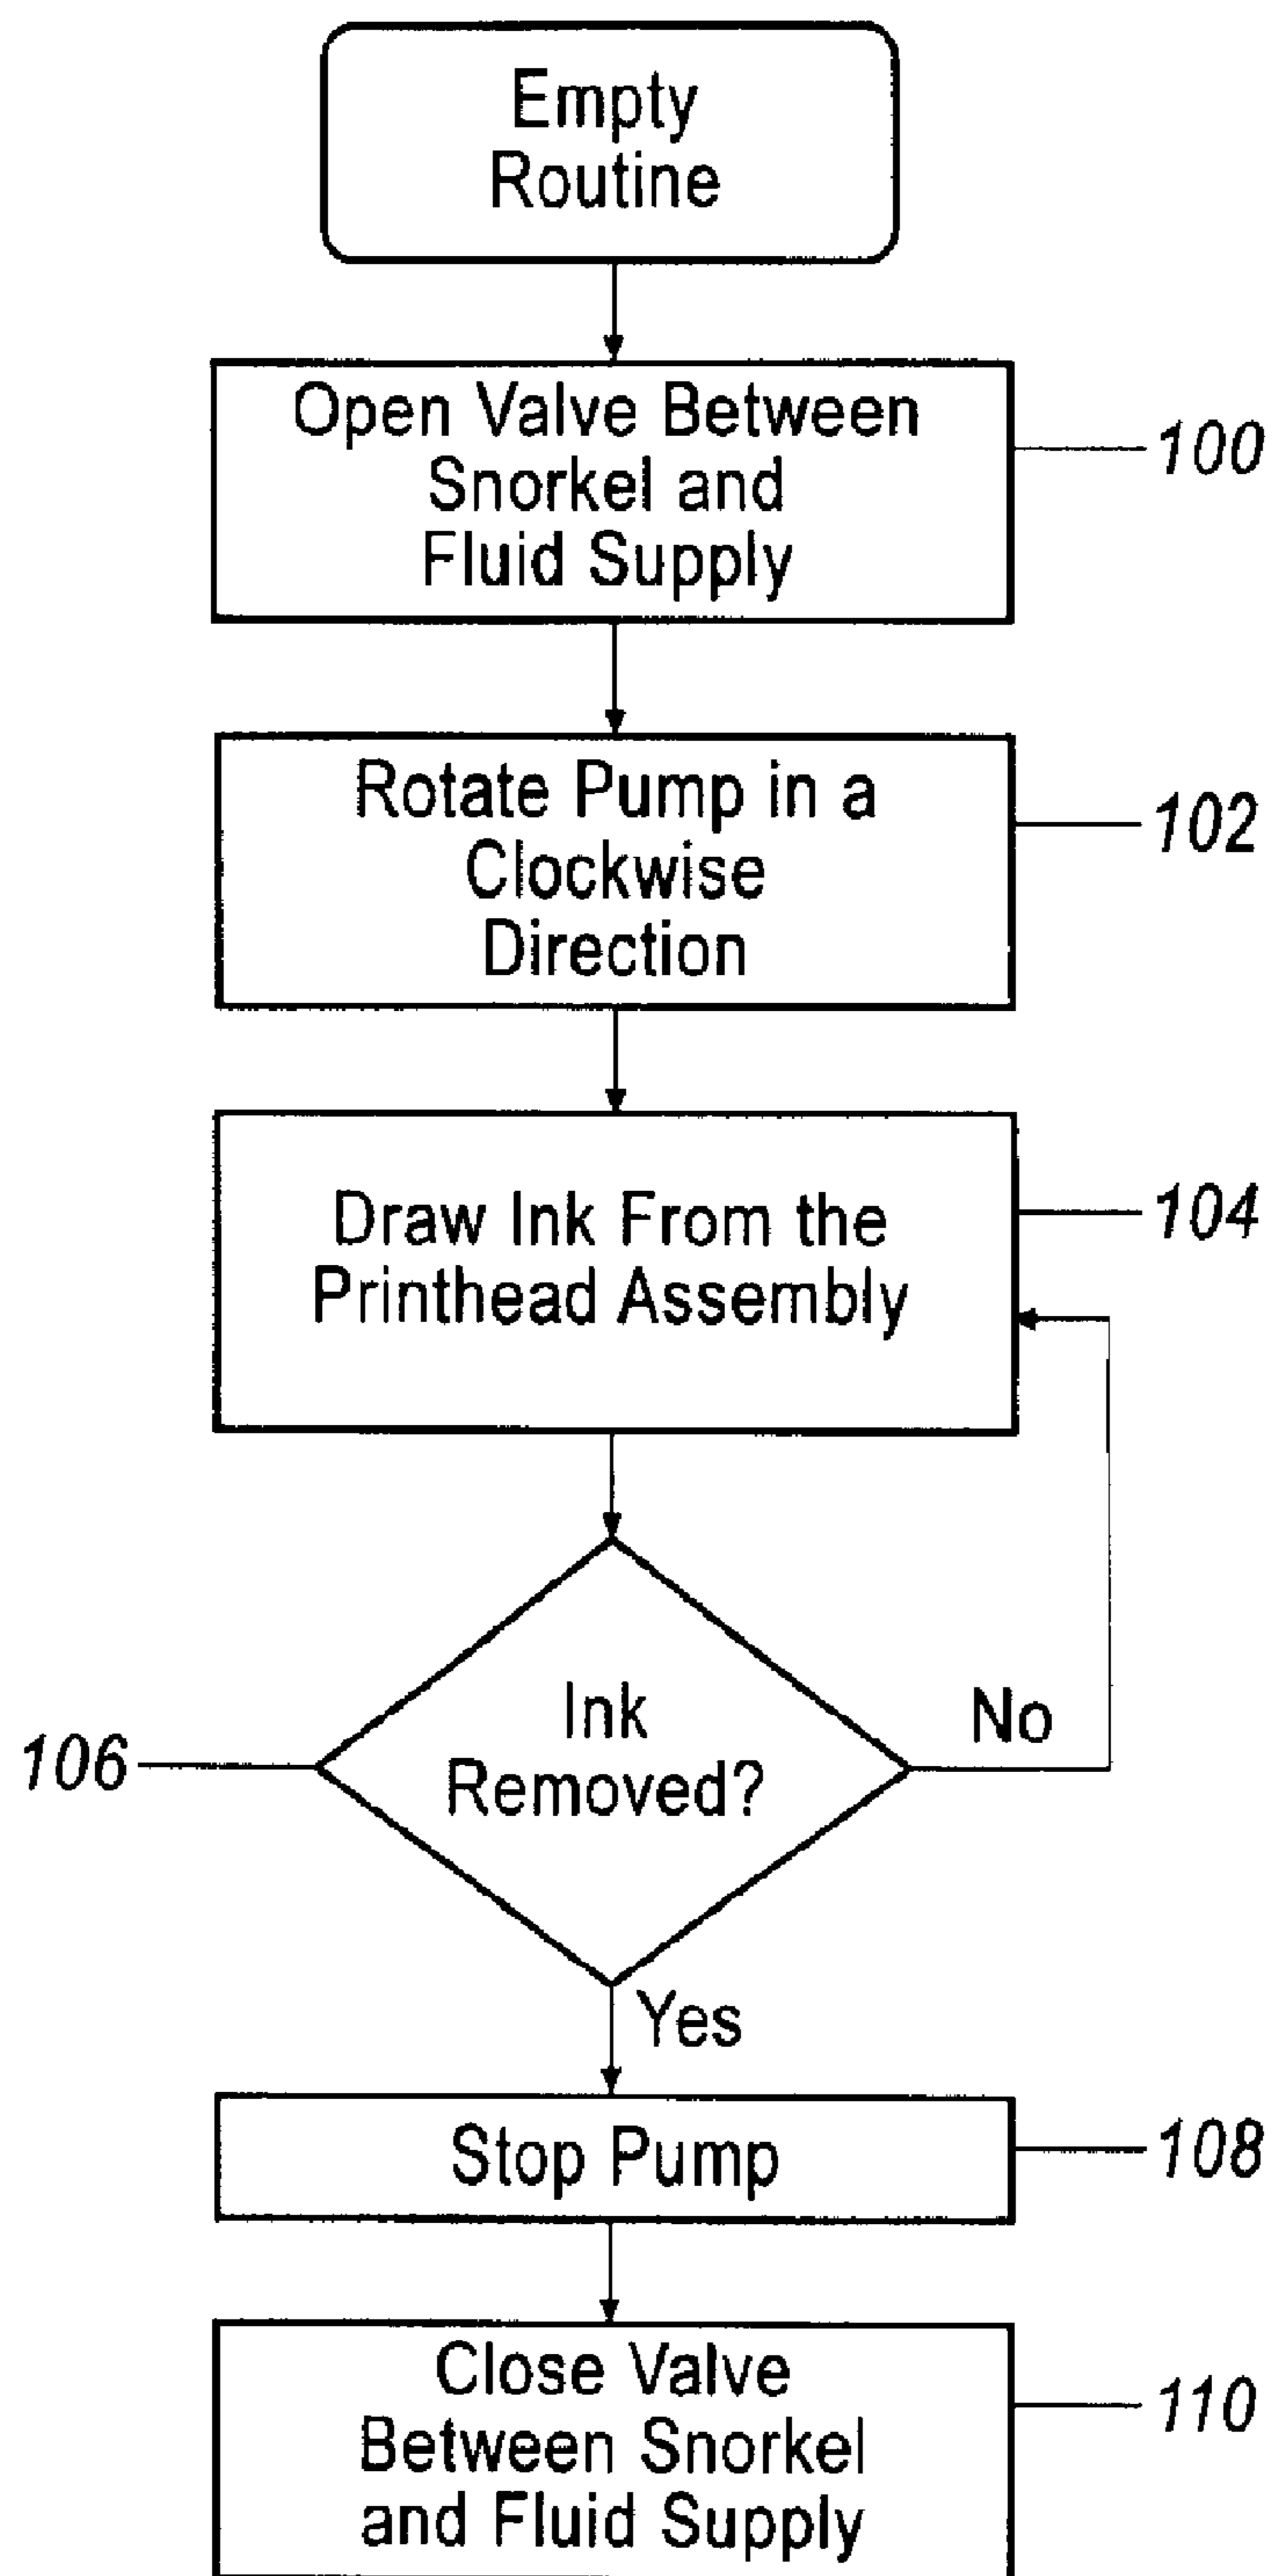 Empty
Routine
Open Valve Between
Snorkel and
Fluid Supply
100
Rotate Pump in a
Clockwise
Direction
102
Draw Ink From the
Printhead Assembly
104
Ink
Removed?
106
No
Yes
Stop Pump
108
Close Valve
Between Snorkel
and Fluid Supply
110